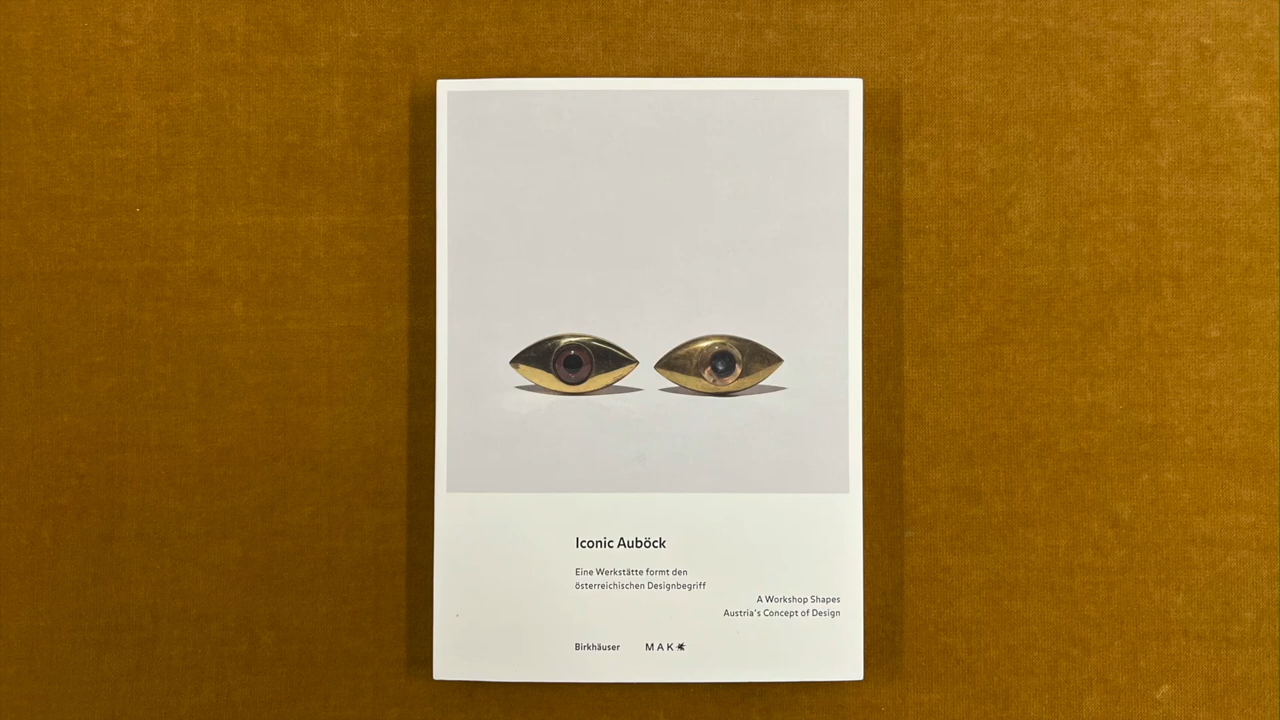 Iconic Auböck
Eine Werkstätte formt den
österreichischen Designbegriff
A Workshop Shapes
Austria's Concept of Design
Birkhäuser
MAK